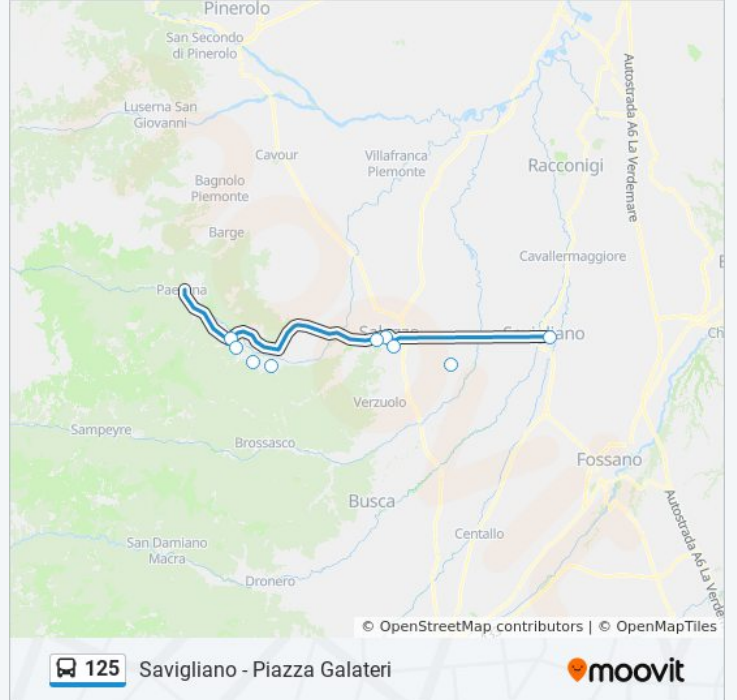 Pinerolo
San Secondo
di Pinerolo
Autostrada A6 La Verdemare
Luserna San
Giovanni
Cavour
Villafranca
Piemonte
Racconigi
Bagnolo
Piemonte
Barge
Cavallermaggiore
Verzuolo
Sampeyre
Brossasco
Fossano
Busca
Autostrada A6 La Verde
San Damiano
Macra
Centallo
Dronero
© OpenStreetMap contributors | © OpenMapTiles
125 Savigliano - Piazza Galateri
moovit